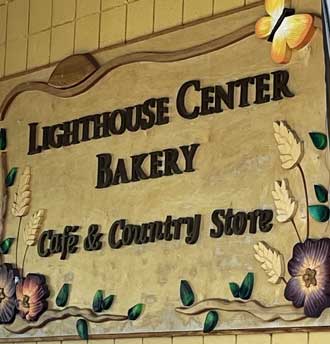 Lighthouse Center
Bakery
Café & Country Store